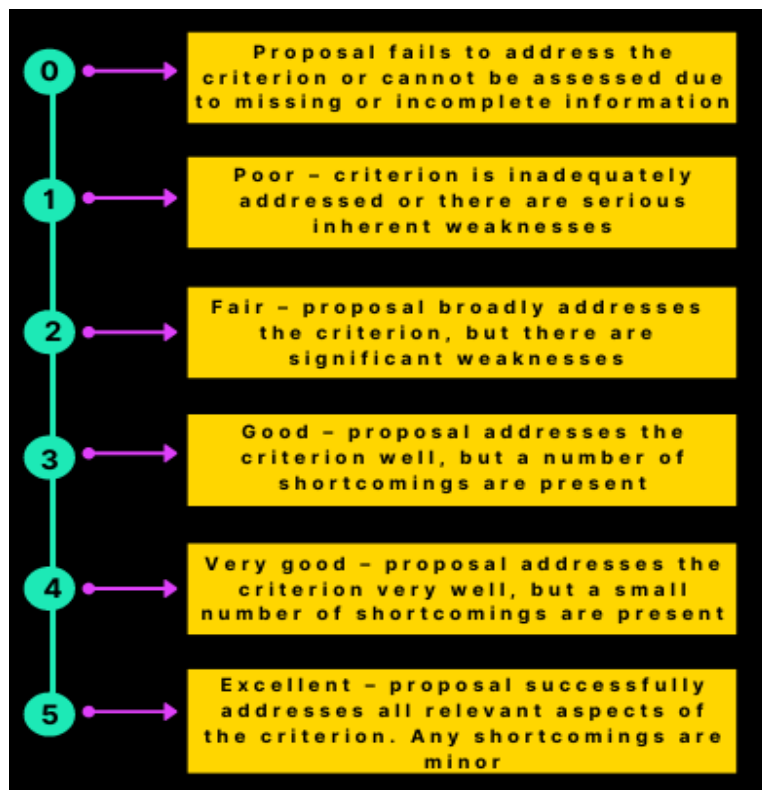 0
Proposal fails to address the
criterion or cannot be assessed due
to missing or incomplete information
1
Poor – criterion is inadequately
addressed or there are serious
inherent weaknesses
2
Fair – proposal broadly addresses
the criterion, but there are
significant weaknesses
3
Good – proposal addresses the
criterion well, but a number of
shortcomings are present
4
Very good – proposal addresses the
criterion very well, but a small
number of shortcomings are present
5
Excellent – proposal successfully
addresses all relevant aspects of
the criterion. Any shortcomings are
minor